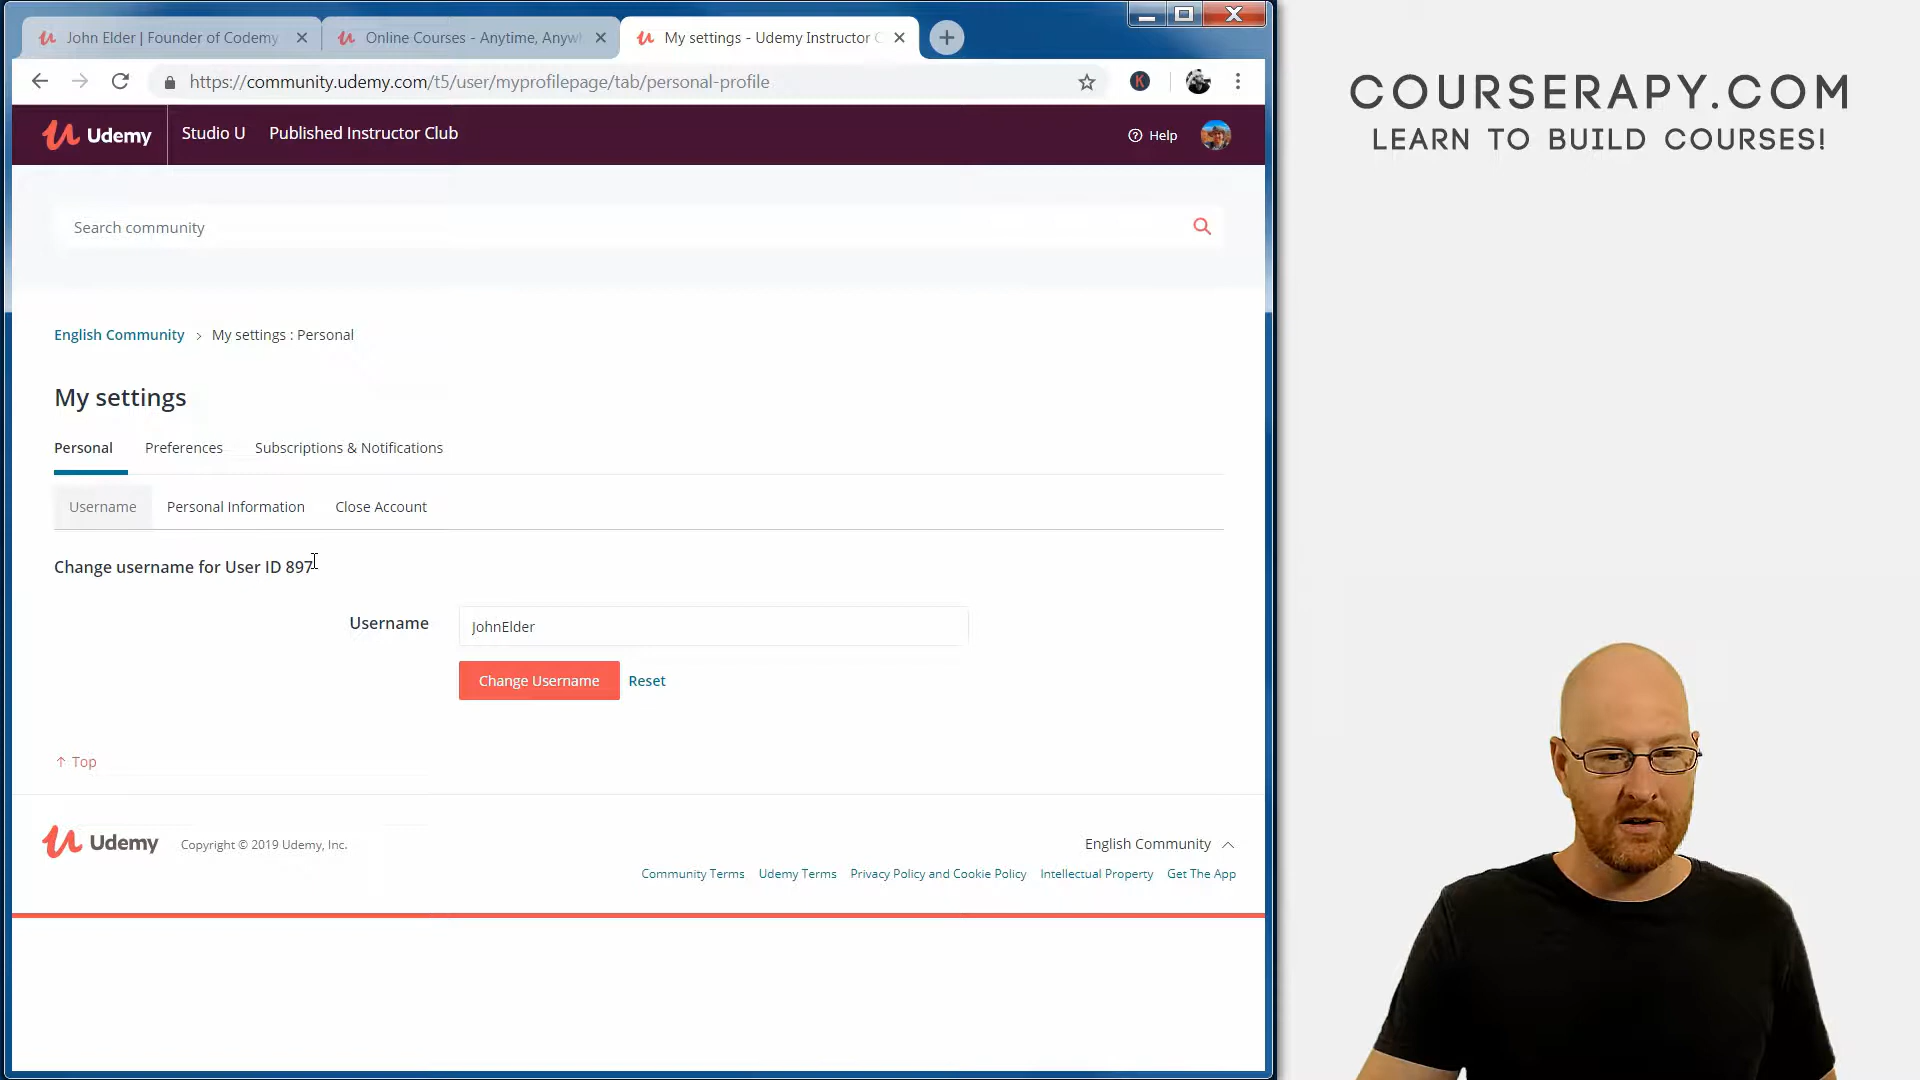 John Elder | Founder of Codemy
Online Courses - Anytime, Anyw
My settings - Udemy Instructor C
https://community.udemy.com/t5/user/myprofilepage/tab/personal-profile
K
Udemy
Studio U
Published Instructor Club
Help
Search community
English Community
My settings : Personal
My settings
Personal
Preferences
Subscriptions & Notifications
Username
Personal Information
Close Account
Change username for User ID 897
Username
JohnElder
Change Username
Reset
Top
Udemy
Copyright © 2019 Udemy, Inc.
English Community
Community Terms
Udemy Terms
Privacy Policy and Cookie Policy
Intellectual Property
Get The App
COURSERAPY.COM
LEARN TO BUILD COURSES!